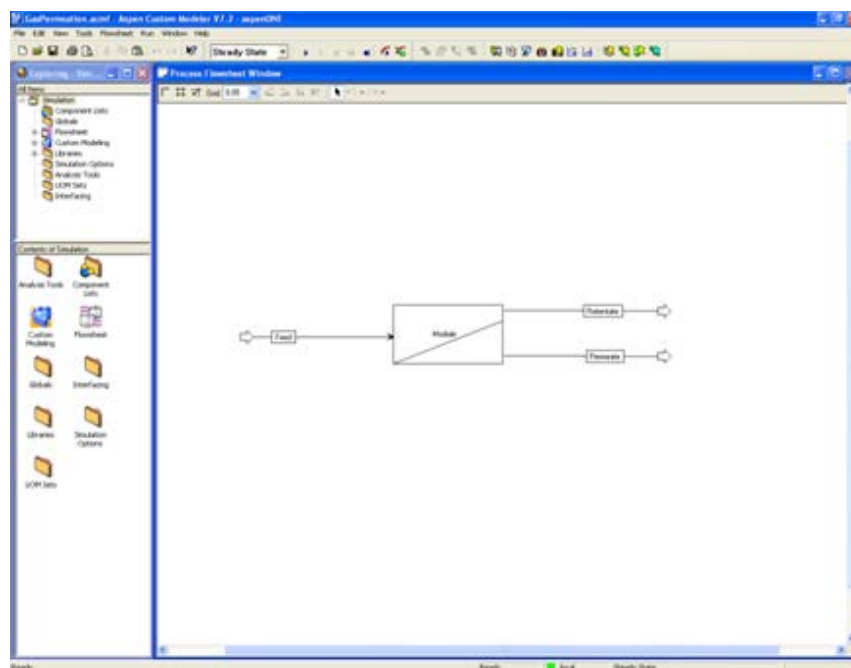 GasPermeation.acmf - Aspen Custom Modeler V7.2 - aspenONE
File Edit View Tools Flowsheet Run Window Help
Steady State
Exploring -
Process Flowsheet Window
All Items
Simulation
Component Lists
Globals
Flowsheet
Custom Modeling
Libraries
Simulation Options
Analysis Tools
UOM Sets
Interfacing
Contents of Simulation
Analysis Tools
Component
Lists
Custom
Modeling
Flowsheet
Globals
Interfacing
Libraries
Simulation
Options
UOM Sets
Feed
Module
Retentate
Permeate
Ready
Ready
Local
Steady State